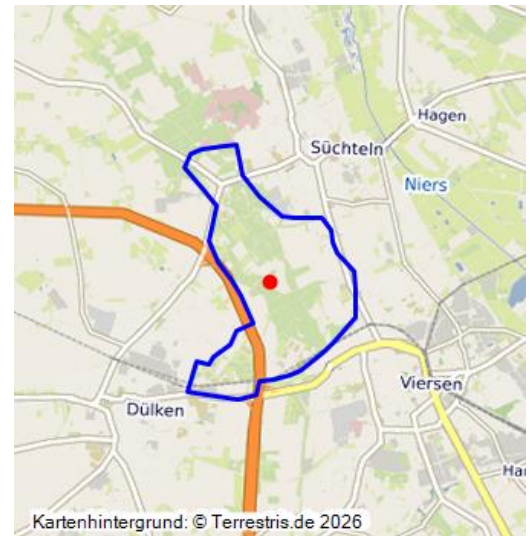 Hagen
Süchteln
Niers
Viersen
Dülken
Kartenhintergrund: © Terrestris.de 2026